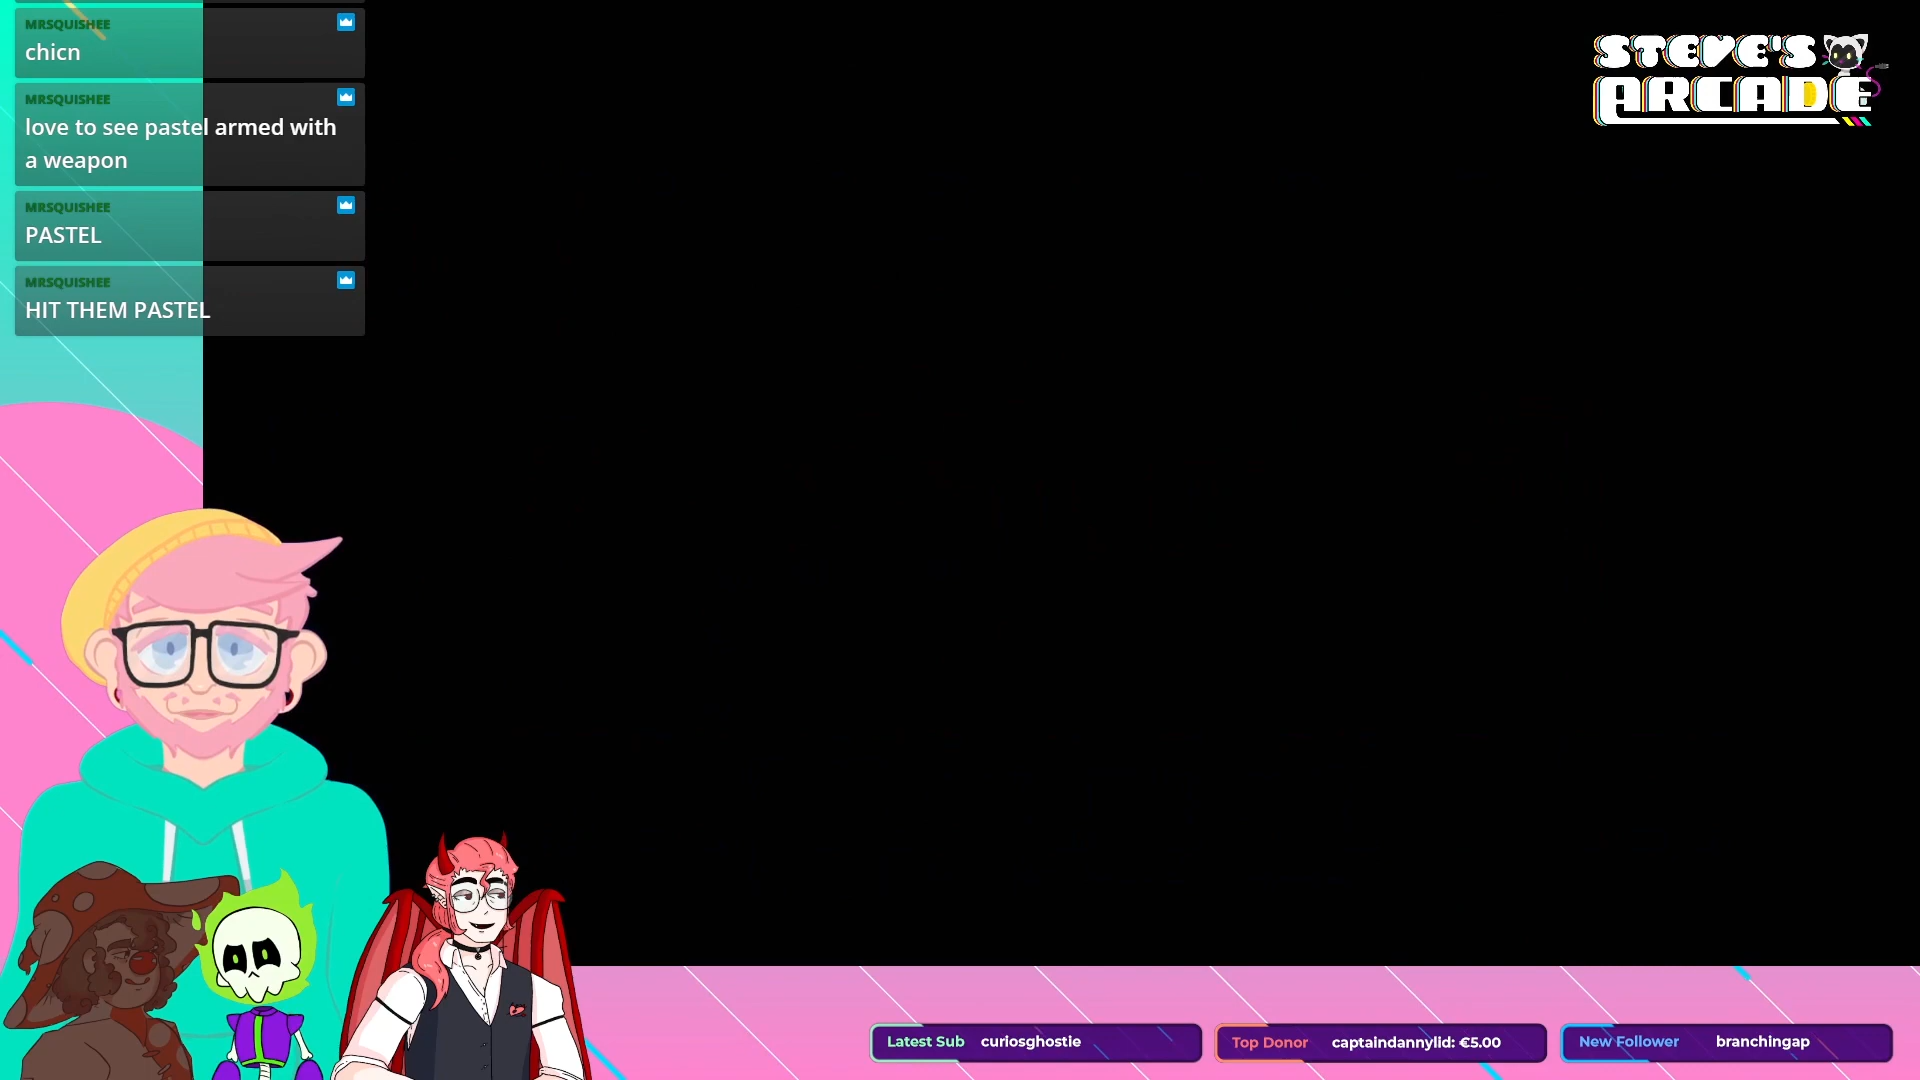 MRSQUISHEE
chicn
MRSQUISHEE
love to see pastel armed with
a weapon
MRSQUISHEE
PASTEL
MRSQUISHEE
HIT THEM PASTEL
STEVE'S
ARCADE
Latest Sub curiosghostie
Top Donor captaindannylid: €5.00
New Follower branchingap